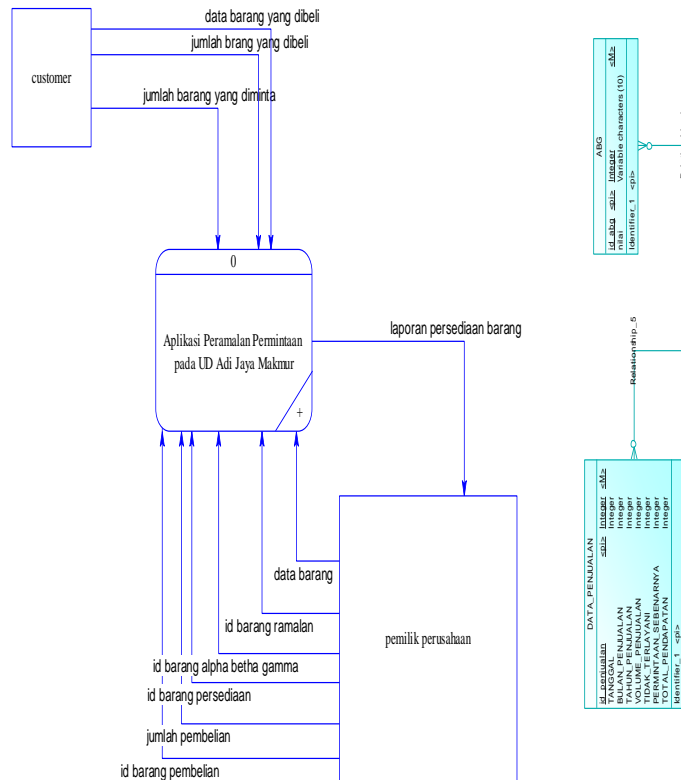 data barang yang dibeli
jumlah brang yang dibeli
customer
jumlah barang yang diminta
0
Aplikasi Peramalan Permintaan
pada UD Adi Jaya Makmur
+
laporan persediaan barang
data barang
id barang ramalan
pemilik perusahaan
id barang alpha betha gamma
id barang persediaan
jumlah pembelian
id barang pembelian
ABG
id_abg <pi> Integer <M>
nilai Variable characters (10)
Identifier_1 <pi>
Relationship_5
DATA_PENJUALAN
id_penjualan <pi> Integer <M>
TANGGAL Integer
BULAN_PENJUALAN Integer
TAHUN_PENJUALAN Integer
VOLUME_PENJUALAN Integer
TIDAK_TERLAYANI Integer
PERMINTAAN_SEBENARNYA Integer
TOTAL_PENDAPATAN Integer
Identifier_1 <pi>